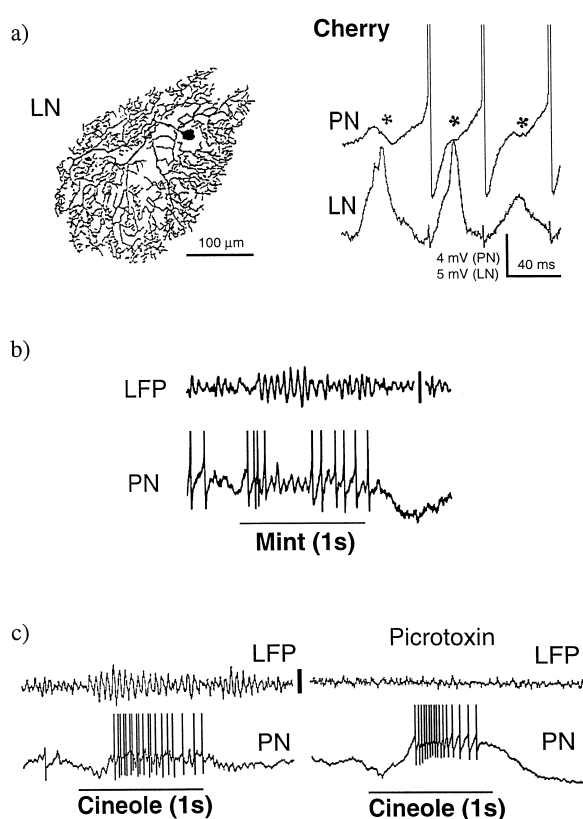 a)
Cherry
LN
PN
*
*
*
LN
100 µm
4 mV (PN)
5 mV (LN)
40 ms
b)
LFP
PN
Mint (1s)
c)
LFP
Picrotoxin
LFP
PN
PN
Cineole (1s)
Cineole (1s)